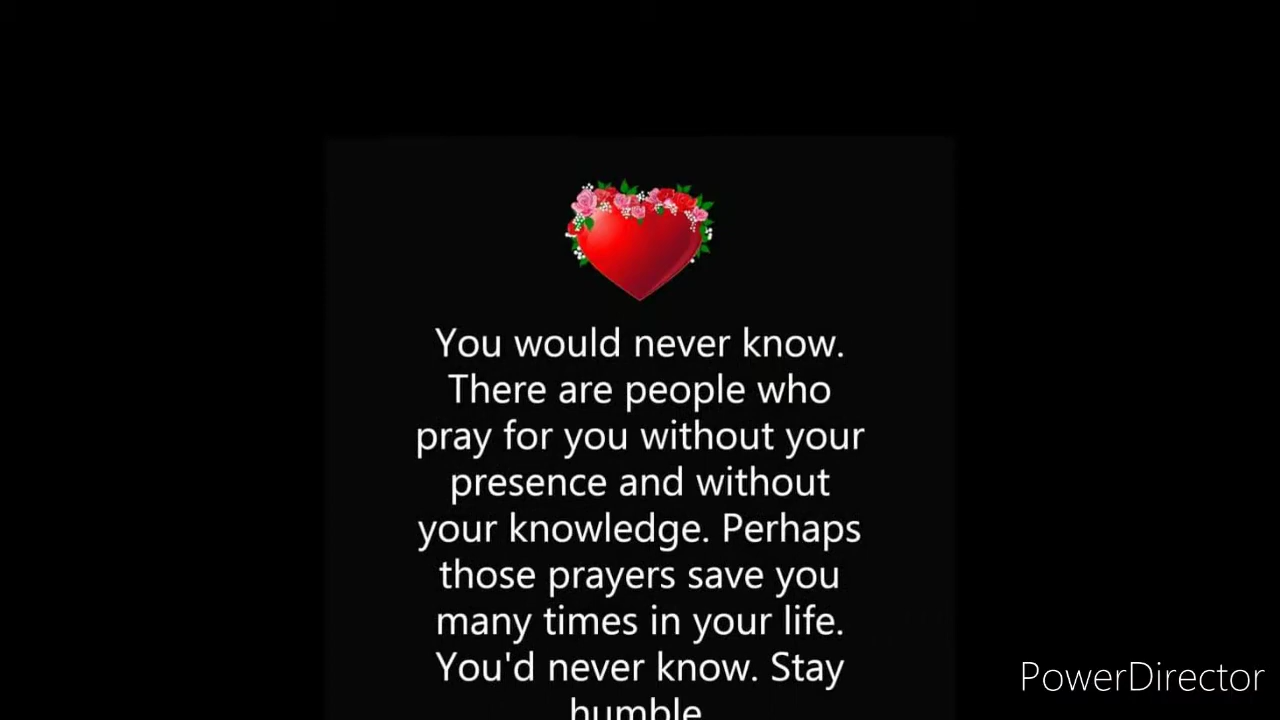 You would never know.
There are people who
pray for you without your
presence and without
your knowledge. Perhaps
those prayers save you
many times in your life.
You'd never know. Stay
humble
PowerDirector